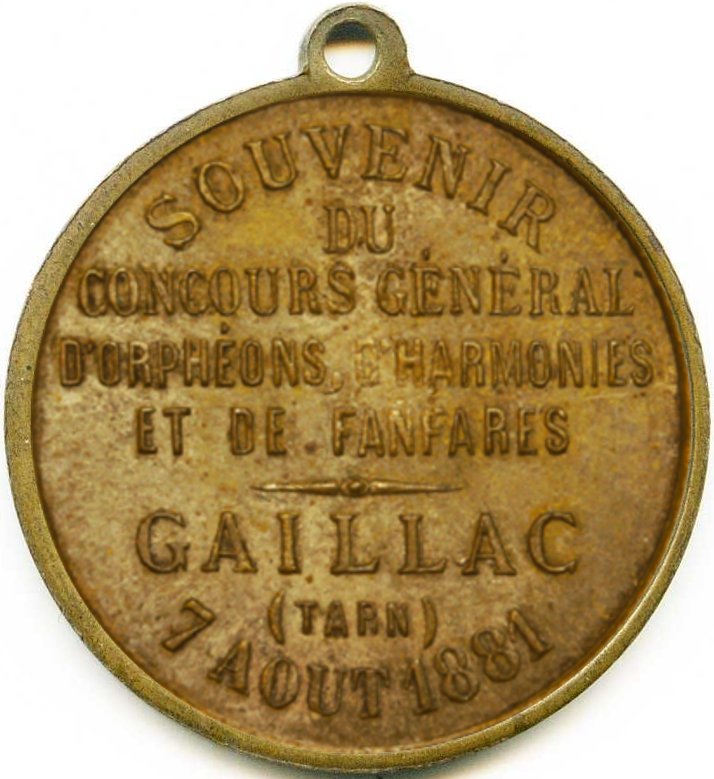 SOUVENIR
DU
CONCOURS GÉNÉRAL
D'ORPHÉONS, D'HARMONIES
ET DE FANFARES
GAILLAC
(TARN)
7 AOUT 1881